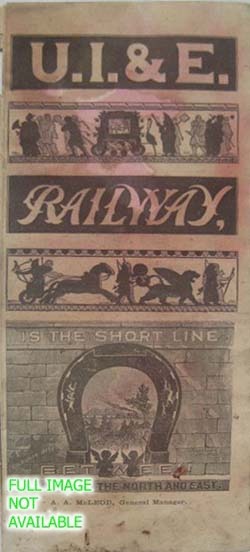 U.I.& E.
RAILWAY,
IS THE SHORT LINE
BETWEEN
THE NORTH AND EAST.
A. A. McLEOD, General Manager.
FULL IMAGE
NOT
AVAILABLE